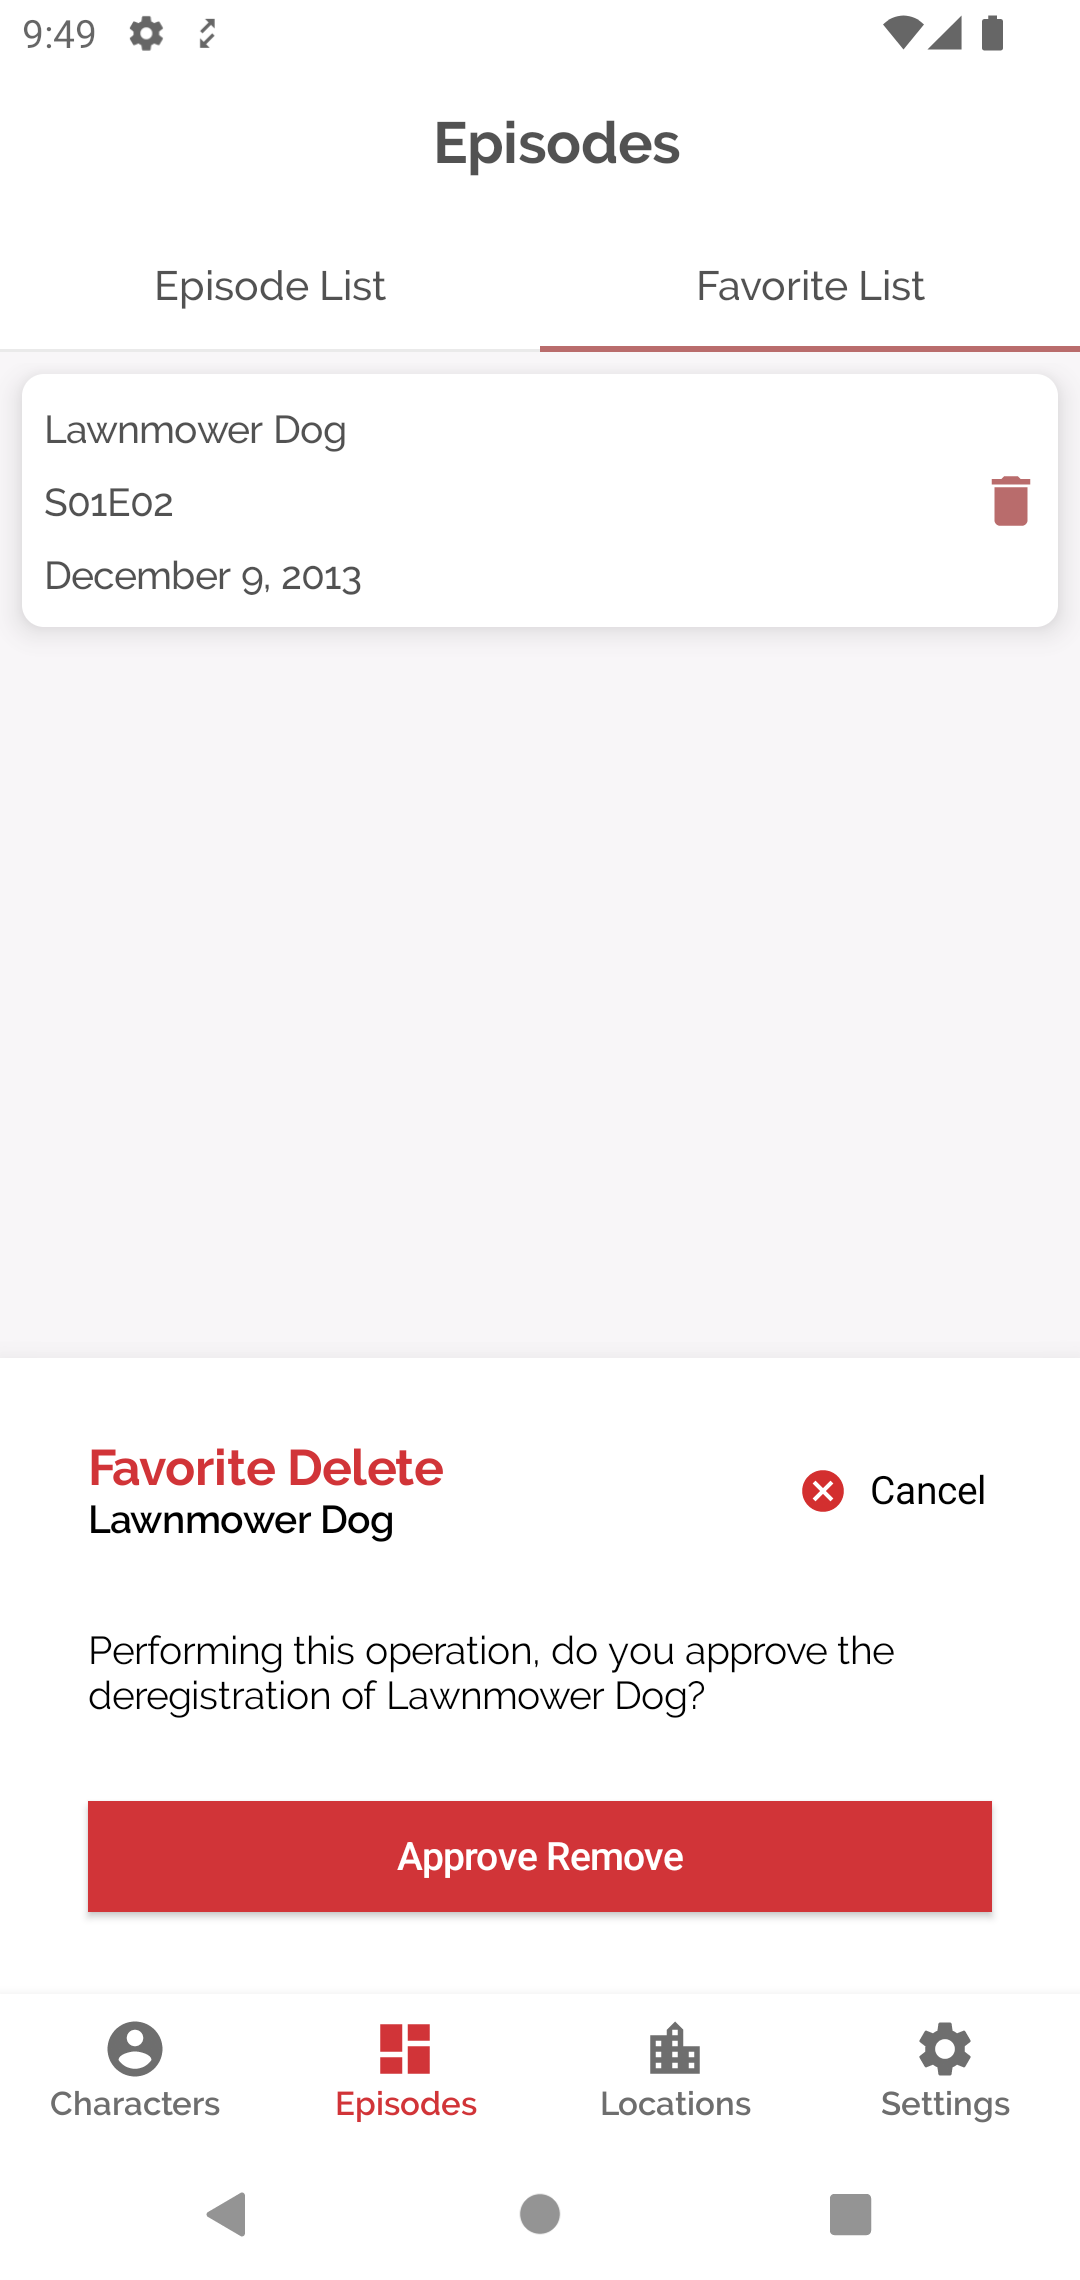 9:49
Episodes
Episode List
Favorite List
Lawnmower Dog
S01E02
December 9, 2013
Favorite Delete
Lawnmower Dog
Cancel
Performing this operation, do you approve the
deregistration of Lawnmower Dog?
Approve Remove
Characters
Episodes
Locations
Settings